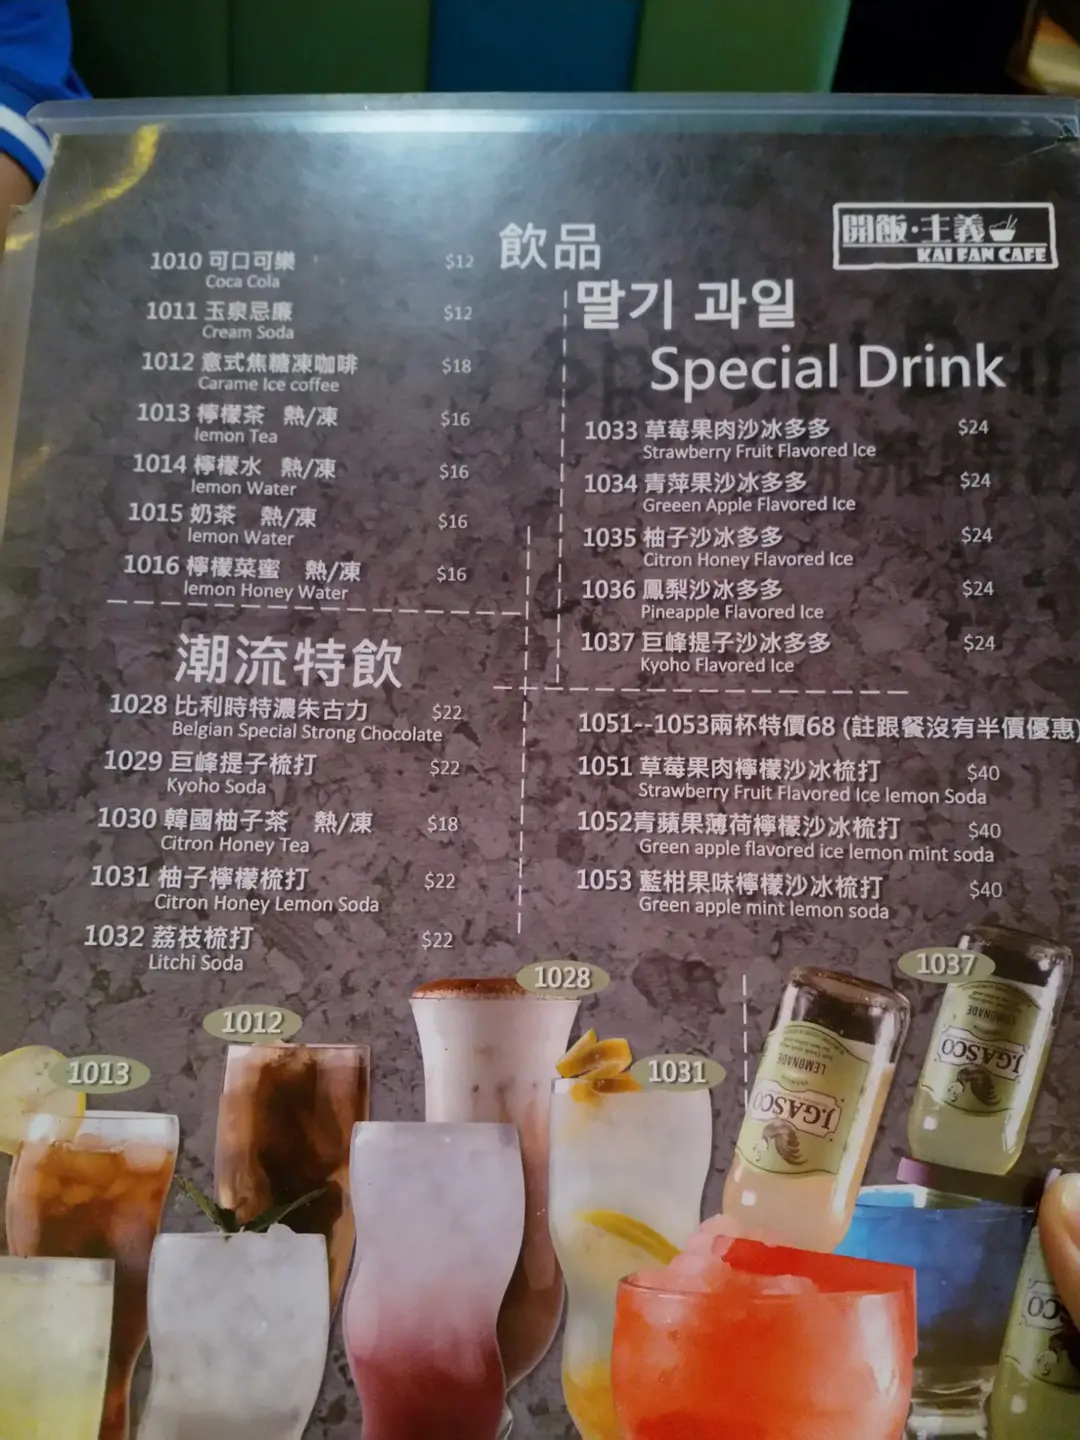 開飯·主義
KAI FAN CAFE
飲品
1010 可口可樂 $12
Coca Cola
1011 玉泉忌廉 $12
Cream Soda
1012 意式焦糖凍咖啡 $18
Carame Ice coffee
1013 檸檬茶 熱/凍 $16
lemon Tea
1014 檸檬水 熱/凍 $16
lemon Water
1015 奶茶 熱/凍 $16
lemon Water
1016 檸檬菜蜜 熱/凍 $16
lemon Honey Water
潮流特飲
1028 比利時特濃朱古力 $22
Belgian Special Strong Chocolate
1029 巨峰提子梳打 $22
Kyoho Soda
1030 韓國柚子茶 熱/凍 $18
Citron Honey Tea
1031 柚子檸檬梳打 $22
Citron Honey Lemon Soda
1032 荔枝梳打 $22
Litchi Soda
딸기 과일
Special Drink
1033 草莓果肉沙冰多多 $24
Strawberry Fruit Flavored Ice
1034 青萍果沙冰多多 $24
Greeen Apple Flavored Ice
1035 柚子沙冰多多 $24
Citron Honey Flavored Ice
1036 鳳梨沙冰多多 $24
Pineapple Flavored Ice
1037 巨峰提子沙冰多多 $24
Kyoho Flavored Ice
1051--1053兩杯特價68 (註跟餐沒有半價優惠)
1051 草莓果肉檸檬沙冰梳打 $40
Strawberry Fruit Flavored Ice lemon Soda
1052青蘋果薄荷檸檬沙冰梳打 $40
Green apple flavored ice lemon mint soda
1053 藍柑果味檸檬沙冰梳打 $40
Green apple mint lemon soda
1013
1012
1028
1031
1037
LEMONADE
J.GASCO
LEMONADE
J.GASCO